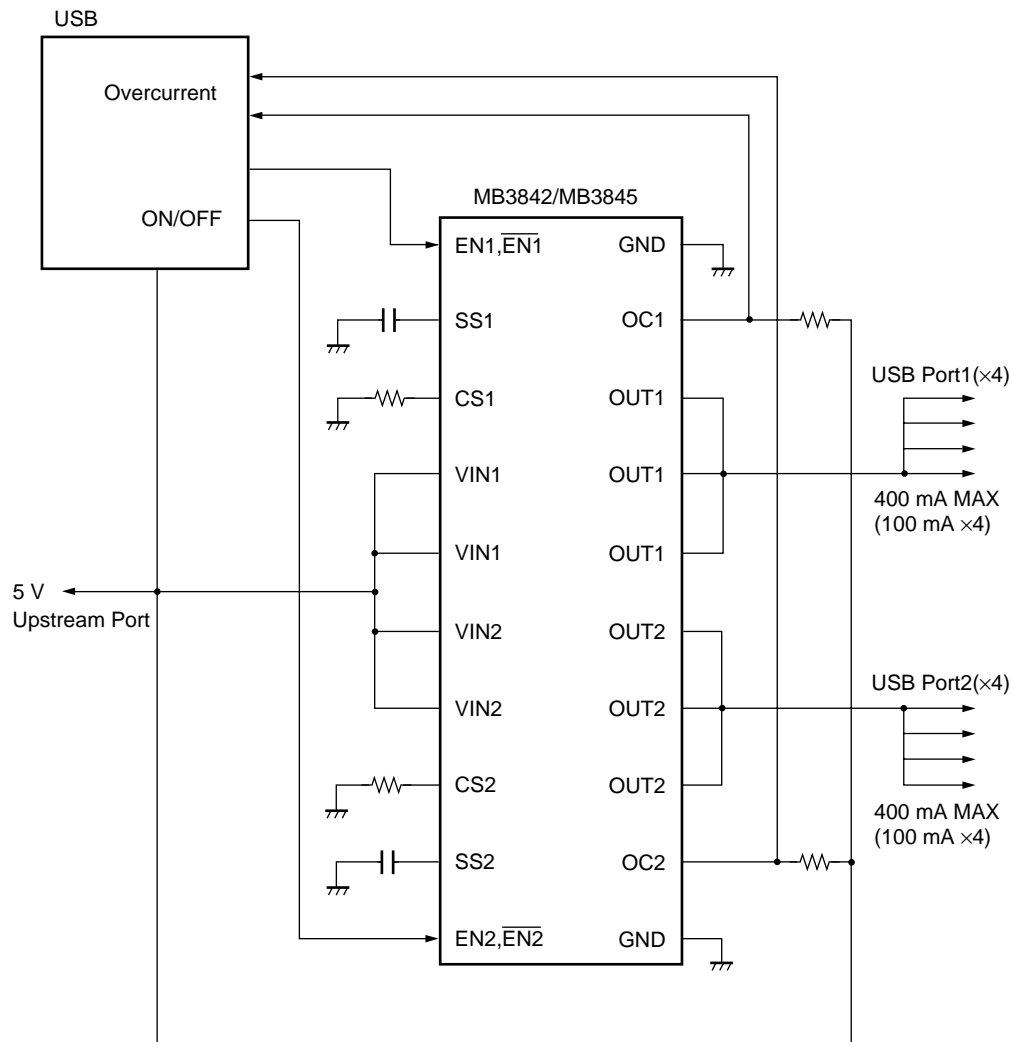 USB
Overcurrent
ON/OFF
MB3842/MB3845
EN1,E̅N̅1̅
GND
SS1
OC1
USB Port1(×4)
CS1
OUT1
VIN1
OUT1
400 mA MAX
(100 mA ×4)
VIN1
OUT1
5 V
Upstream Port
VIN2
OUT2
USB Port2(×4)
VIN2
OUT2
CS2
OUT2
400 mA MAX
(100 mA ×4)
SS2
OC2
EN2,E̅N̅2̅
GND